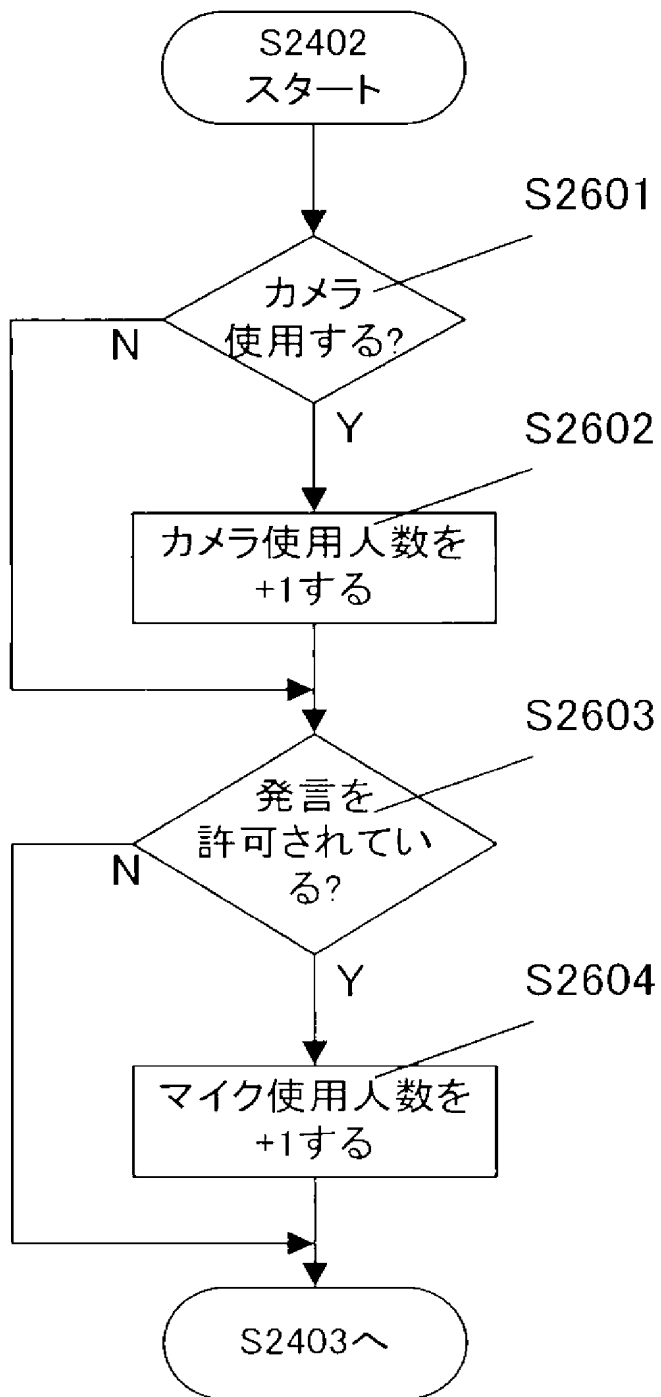 S2402
スタート
S2601
カメラ
使用する?
N
Y
S2602
カメラ使用人数を
+1する
S2603
発言を
許可されてい
る?
N
Y
S2604
マイク使用人数を
+1する
S2403へ